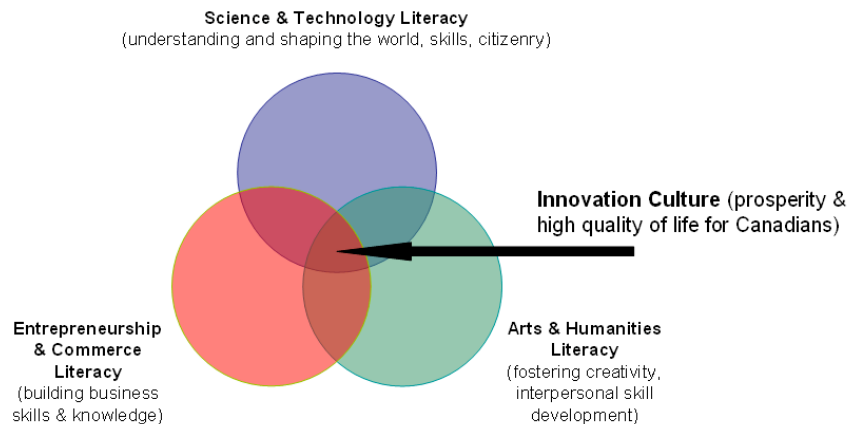 Science & Technology Literacy
(understanding and shaping the world, skills, citizenry)
Innovation Culture (prosperity &
high quality of life for Canadians)
Entrepreneurship
& Commerce
Literacy
(building business
skills & knowledge)
Arts & Humanities
Literacy
(fostering creativity,
interpersonal skill
development)